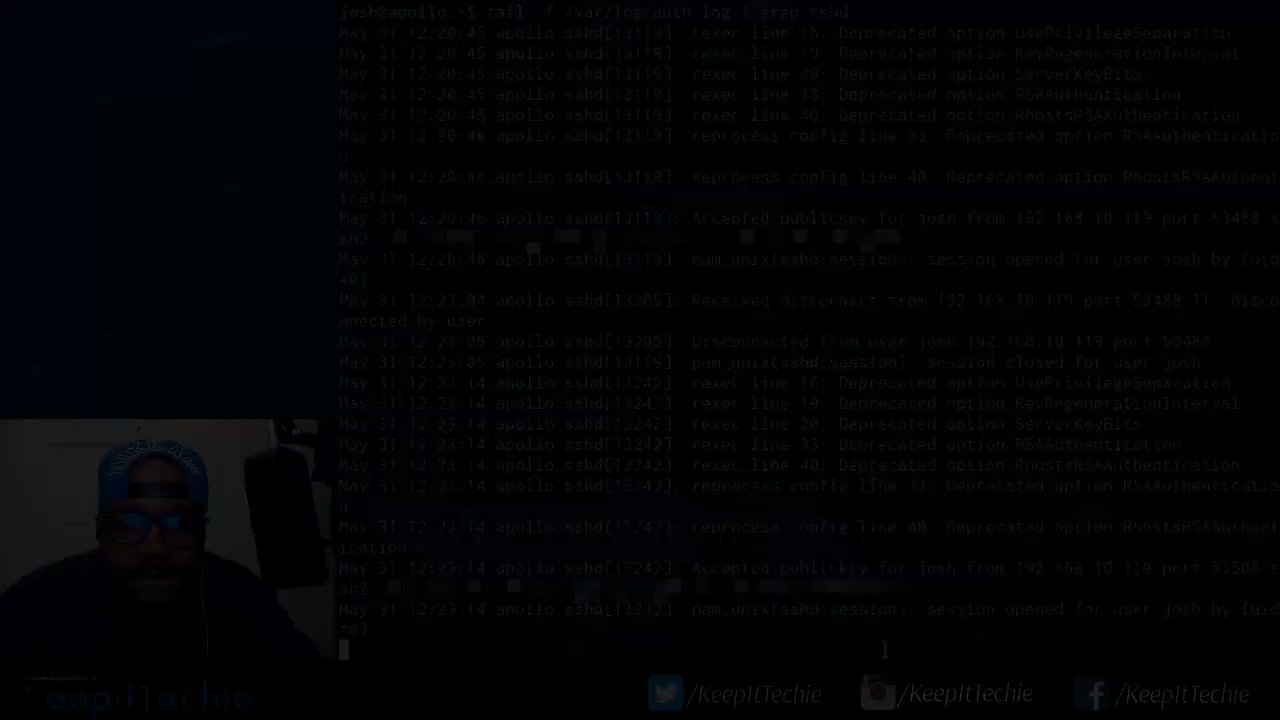 josh@apollo:~$ tail -f /var/log/auth.log | grep sshd
May 31 12:20:45 apollo sshd[13119]: rexec line 16: Deprecated option UsePrivilegeSeparation
May 31 12:20:45 apollo sshd[13119]: rexec line 19: Deprecated option KeyRegenerationInterval
May 31 12:20:45 apollo sshd[13119]: rexec line 20: Deprecated option ServerKeyBits
May 31 12:20:45 apollo sshd[13119]: rexec line 33: Deprecated option RSAAuthentication
May 31 12:20:45 apollo sshd[13119]: rexec line 40: Deprecated option RhostsRSAAuthentication
May 31 12:20:46 apollo sshd[13119]: reprocess config line 33: Deprecated option RSAAuthenticatio
n
May 31 12:20:46 apollo sshd[13119]: reprocess config line 40: Deprecated option RhostsRSAAuthent
ication
May 31 12:20:46 apollo sshd[13119]: Accepted publickey for josh from 192.168.10.119 port 53488 s
sh2:
May 31 12:20:46 apollo sshd[13119]: pam_unix(sshd:session): session opened for user josh by (uid
=0)
May 31 12:23:04 apollo sshd[13205]: Received disconnect from 192.168.10.119 port 53488:11: disco
nnected by user
May 31 12:23:05 apollo sshd[13205]: Disconnected from user josh 192.168.10.119 port 53488
May 31 12:23:05 apollo sshd[13119]: pam_unix(sshd:session): session closed for user josh
May 31 12:23:14 apollo sshd[13242]: rexec line 16: Deprecated option UsePrivilegeSeparation
May 31 12:23:14 apollo sshd[13242]: rexec line 19: Deprecated option KeyRegenerationInterval
May 31 12:23:14 apollo sshd[13242]: rexec line 20: Deprecated option ServerKeyBits
May 31 12:23:14 apollo sshd[13242]: rexec line 33: Deprecated option RSAAuthentication
May 31 12:23:14 apollo sshd[13242]: rexec line 40: Deprecated option RhostsRSAAuthentication
May 31 12:23:14 apollo sshd[13242]: reprocess config line 33: Deprecated option RSAAuthenticatio
n
May 31 12:23:14 apollo sshd[13242]: reprocess config line 40: Deprecated option RhostsRSAAuthent
ication
May 31 12:23:14 apollo sshd[13242]: Accepted publickey for josh from 192.168.10.119 port 53508 s
sh2:
May 31 12:23:14 apollo sshd[13242]: pam_unix(sshd:session): session opened for user josh by (uid
=0)
KeepItTechie
/KeepItTechie /KeepItTechie /KeepItTechie